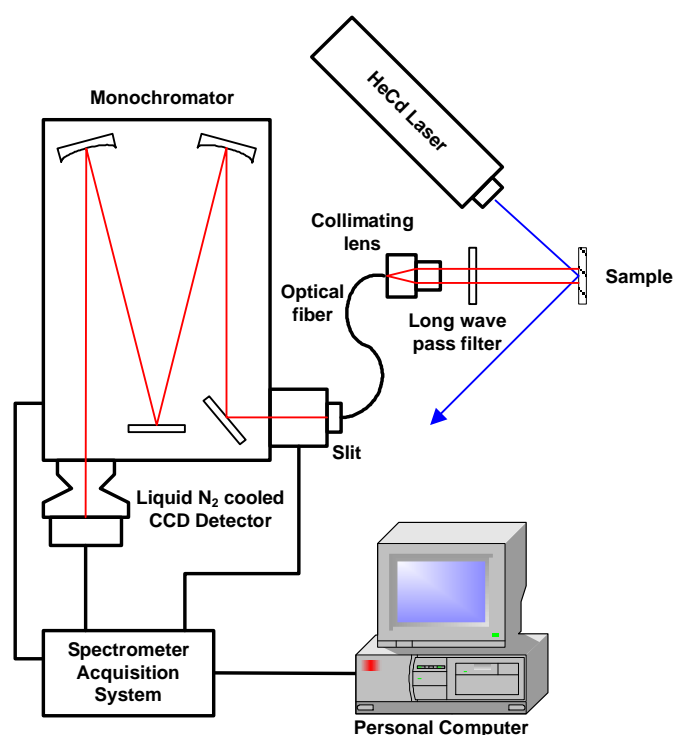 Monochromator
HeCd Laser
Collimating
lens
Optical
fiber
Sample
Long wave
pass filter
Slit
Liquid N₂ cooled
CCD Detector
Spectrometer
Acquisition
System
Personal Computer